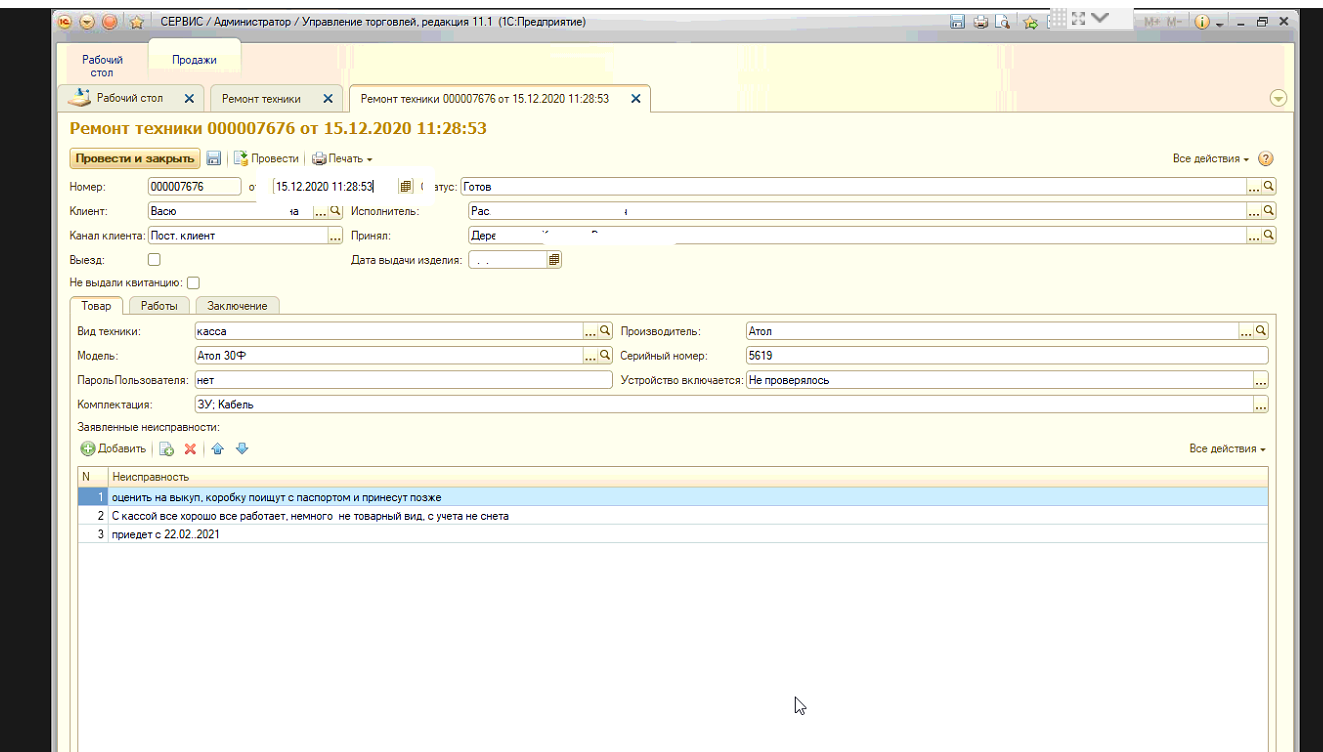 СЕРВИС / Администратор / Управление торговлей, редакция 11.1 (1С:Предприятие) M+ M-
Рабочий стол Продажи
Рабочий стол Ремонт техники Ремонт техники 000007676 от 15.12.2020 11:28:53
Ремонт техники 000007676 от 15.12.2020 11:28:53
Провести и закрыть Провести Печать Все действия
Номер: 000007676 15.12.2020 11:28:53 Готов
Клиент: Исполнитель:
Канал клиента: Пост. клиент Принял:
Выезд: Дата выдачи изделия: . .
Не выдали квитанцию:
Товар Работы Заключение
Вид техники: касса Производитель: Атол
Модель: Атол 30Ф Серийный номер: 5619
ПарольПользователя: нет Устройство включается: Не проверялось
Комплектация: ЗУ; Кабель
Заявленные неисправности:
Добавить Все действия
N Неисправность
1 оценить на выкуп, коробку поищут с паспортом и принесут позже
2 С кассой все хорошо все работает, немного не товарный вид, с учета не снета
3 приедет с 22.02..2021